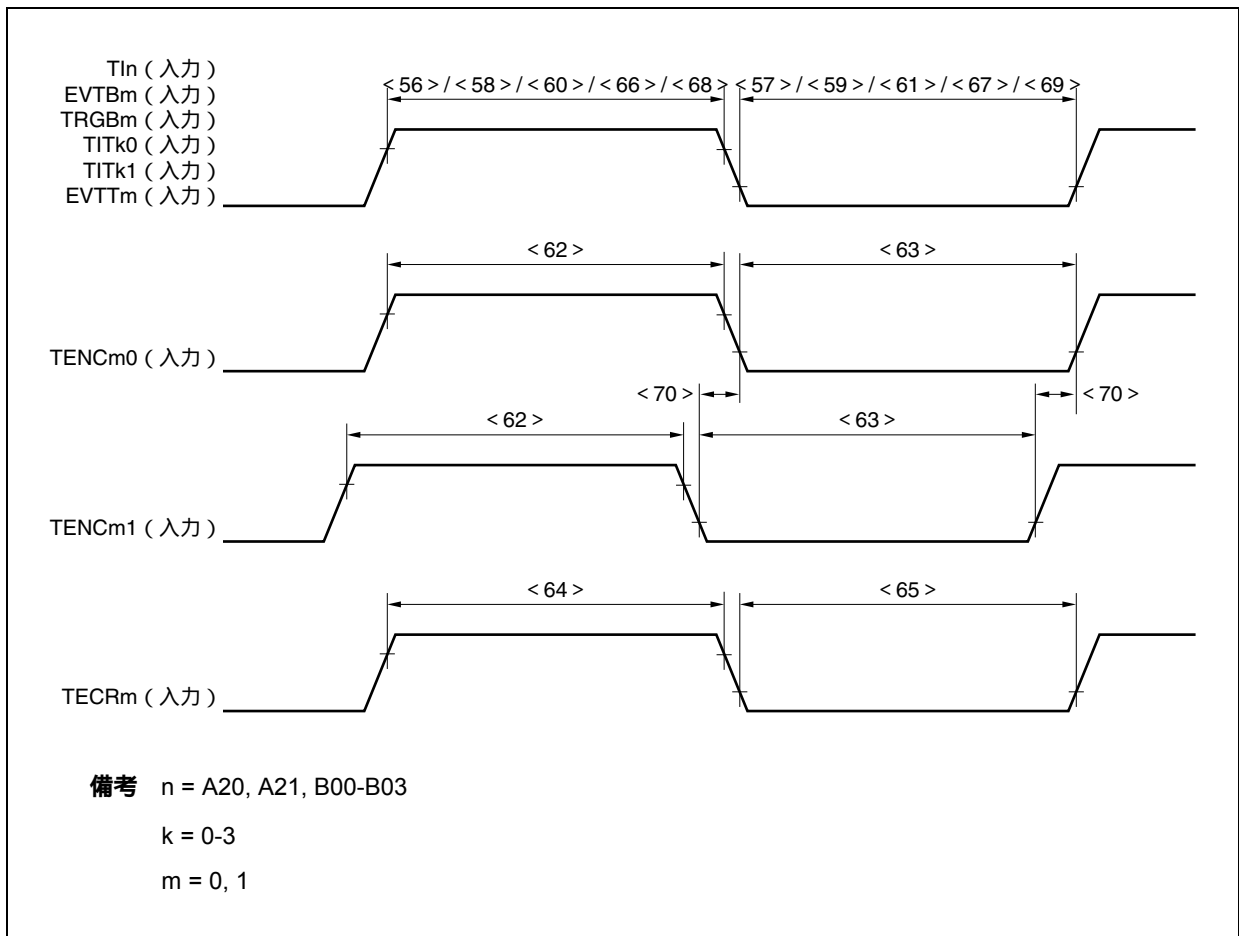 TIn（入力）
EVTBm（入力）
TRGBm（入力）
TITk0（入力）
TITk1（入力）
EVTTm（入力）
< 56 > / < 58 > / < 60 > / < 66 > / < 68 >
< 57 > / < 59 > / < 61 > / < 67 > / < 69 >
< 62 >
< 63 >
TENCm0（入力）
< 70 >
< 70 >
< 62 >
< 63 >
TENCm1（入力）
< 64 >
< 65 >
TECRm（入力）
備考 n = A20, A21, B00-B03
k = 0-3
m = 0, 1